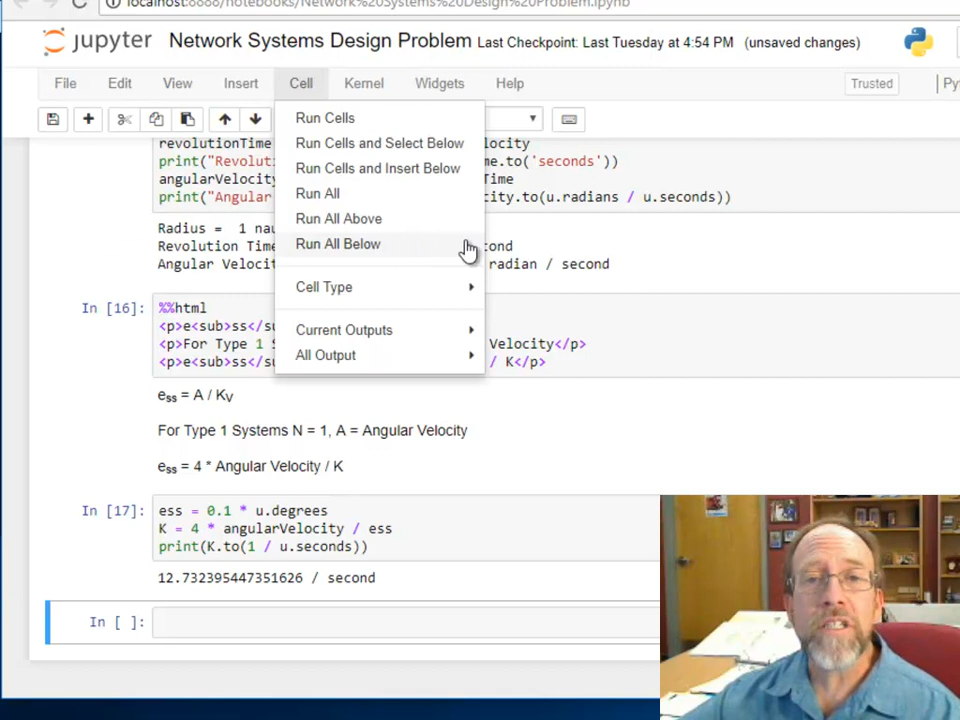 localhost:8888/notebooks/Network%20Systems%20Design%20Problem.ipynb
jupyter Network Systems Design Problem Last Checkpoint: Last Tuesday at 4:54 PM (unsaved changes)
File Edit View Insert Cell Kernel Widgets Help Trusted Py
Run Cells
Run Cells and Select Below
Run Cells and Insert Below
Run All
Run All Above
Run All Below
Cell Type
Current Outputs
All Output
revolutionTime locity
print("Revolut me.to('seconds'))
angularVelocity Time
print("Angular city.to(u.radians / u.seconds))
Radius = 1 nau
Revolution Time cond
Angular Velocit radian / second
In [16]: %%html
<p>e<sub>ss</su
<p>For Type 1 S Velocity</p>
<p>e<sub>ss</su / K</p>
ess = A / KV
For Type 1 Systems N = 1, A = Angular Velocity
ess = 4 * Angular Velocity / K
In [17]: ess = 0.1 * u.degrees
K = 4 * angularVelocity / ess
print(K.to(1 / u.seconds))
12.732395447351626 / second
In [ ]: